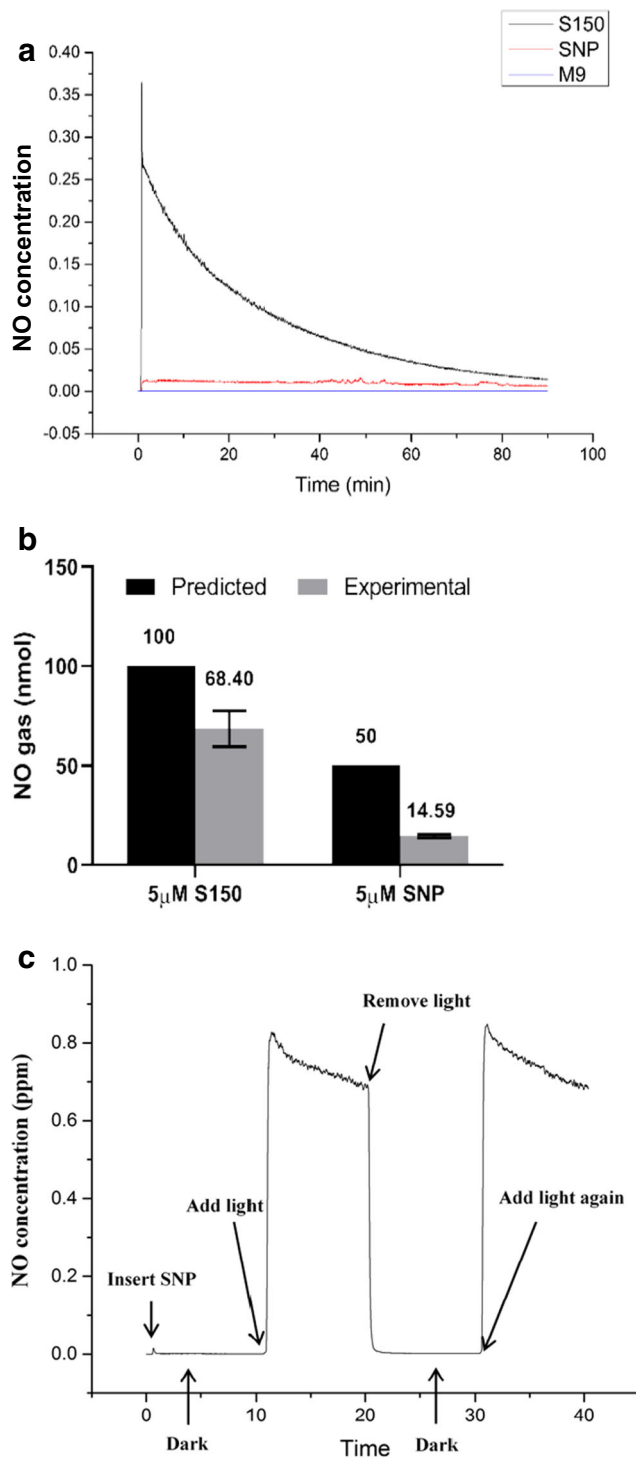 a
S150
SNP
M9
0.40
0.35
0.30
0.25
0.20
0.15
0.10
0.05
0.00
-0.05
NO concentration
0 20 40 60 80 100
Time (min)
b
150
100
50
0
NO gas (nmol)
Predicted Experimental
100
68.40
50
14.59
5μM S150 5μM SNP
c
1.0
0.8
0.6
0.4
0.2
0.0
NO concentration (ppm)
Remove light
Add light
Add light again
Insert SNP
0 10 20 30 40
Dark Time Dark